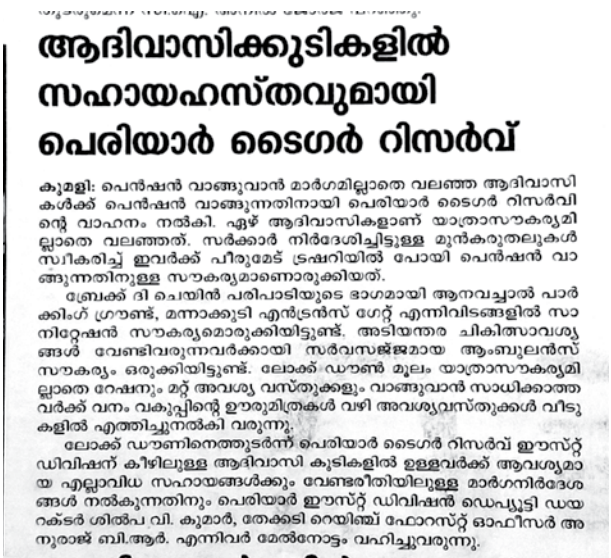 ആദിവാസിക്കുടികളിൽ
സഹായഹസ്തവുമായി
പെരിയാർ ടൈഗർ റിസർവ്
കുമളി: പെൻഷൻ വാങ്ങുവാൻ മാർഗമില്ലാതെ വലഞ്ഞ ആദിവാസി
കൾക്ക് പെൻഷൻ വാങ്ങുന്നതിനായി പെരിയാർ ടൈഗർ റിസർവി
ന്റെ വാഹനം നൽകി. ഏഴ് ആദിവാസികളാണ് യാത്രാസൗകര്യമി
ല്ലാതെ വലഞ്ഞത്. സർക്കാർ നിർദേശിച്ചിട്ടുള്ള മുൻകരുതലുകൾ
സ്വീകരിച്ച് ഇവർക്ക് പീരുമേട് ട്രഷറിയിൽ പോയി പെൻഷൻ വാ
ങ്ങുന്നതിനുള്ള സൗകര്യമാണൊരുക്കിയത്.
ബ്രേക്ക് ദി ചെയിൻ പരിപാടിയുടെ ഭാഗമായി ആനവച്ചാൽ പാർ
ക്കിംഗ് ഗ്രൗണ്ട്, മന്നാക്കുടി എൻട്രൻസ് ഗേറ്റ് എന്നിവിടങ്ങളിൽ സാ
നിറ്റേഷൻ സൗകര്യമൊരുക്കിയിട്ടുണ്ട്. അടിയന്തര ചികിത്സാവശ്യ
ങ്ങൾ വേണ്ടിവരുന്നവർക്കായി സർവസജ്ജമായ ആംബുലൻസ്
സൗകര്യം ഒരുക്കിയിട്ടുണ്ട്. ലോക്ക് ഡൗൺ മൂലം യാത്രാസൗകര്യമി
ല്ലാതെ റേഷനും മറ്റ് അവശ്യ വസ്തുക്കളും വാങ്ങുവാൻ സാധിക്കാത്ത
വർക്ക് വനം വകുപ്പിന്റെ ഊരുമിത്രകൾ വഴി അവശ്യവസ്തുക്കൾ വീടു
കളിൽ എത്തിച്ചുനൽകി വരുന്നു.
ലോക്ക് ഡൗണിനെത്തുടർന്ന് പെരിയാർ ടൈഗർ റിസർവ് ഈസ്റ്റ്
ഡിവിഷന് കീഴിലുള്ള ആദിവാസി കുടികളിൽ ഉള്ളവർക്ക് ആവശ്യമാ
യ എല്ലാവിധ സഹായങ്ങൾക്കും വേണ്ടരീതിയിലുള്ള മാർഗനിർദേശ
ങ്ങൾ നൽകുന്നതിനും പെരിയാർ ഈസ്റ്റ് ഡിവിഷൻ ഡെപ്യൂട്ടി ഡയ
റക്ടർ ശിൽപ വി. കുമാർ, തേക്കടി റെയിഞ്ച് ഫോറസ്റ്റ് ഓഫീസർ അ
നുരാജ് ബി.ആർ. എന്നിവർ മേൽനോട്ടം വഹിച്ചുവരുന്നു.